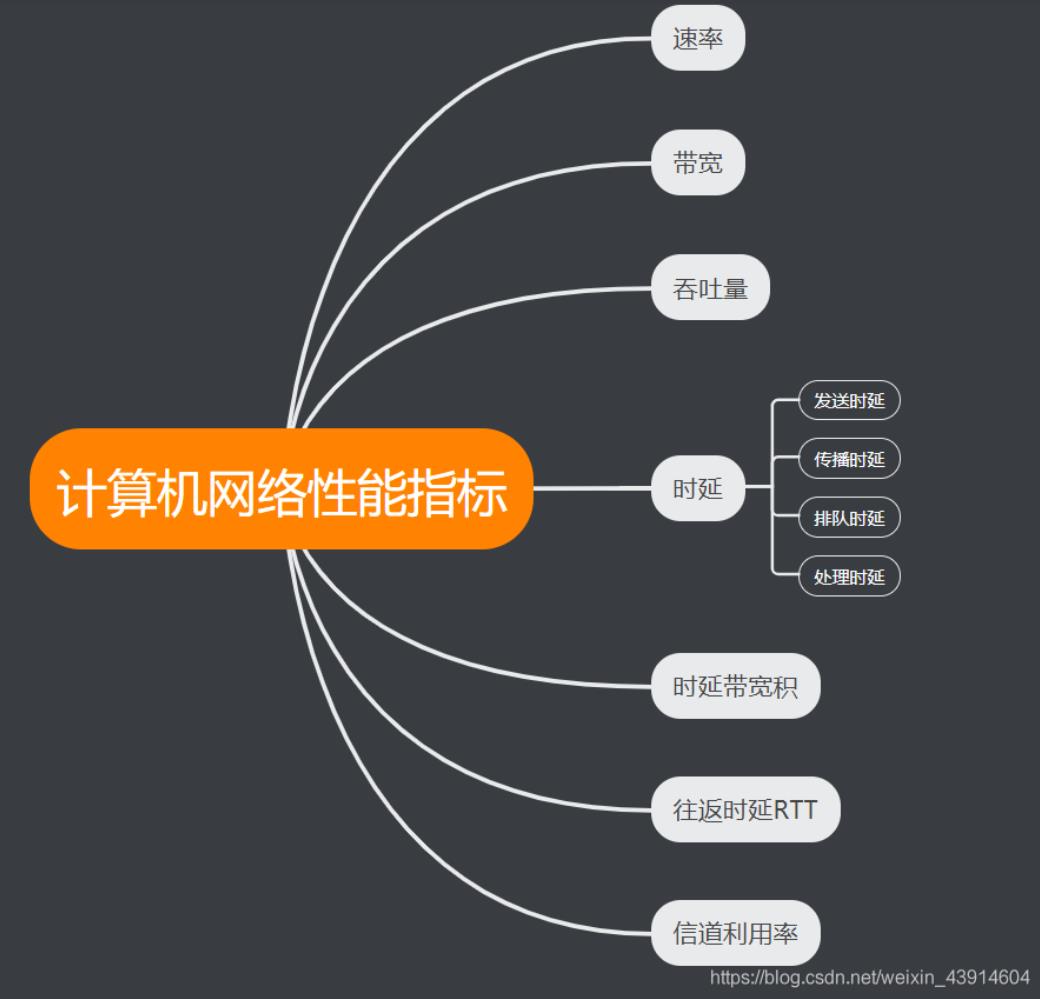 速率
带宽
吞吐量
计算机网络性能指标
时延
发送时延
传播时延
排队时延
处理时延
时延带宽积
往返时延RTT
信道利用率
https://blog.csdn.net/weixin_43914604